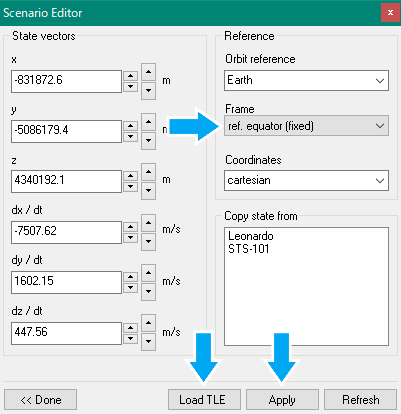 Scenario Editor
State vectors
x
-831872.6
m
y
-5086179.4
z
4340192.1
m
dx / dt
-7507.62
m/s
dy / dt
1602.15
m/s
dz / dt
447.56
m/s
Reference
Orbit reference
Earth
Frame
ref. equator (fixed)
Coordinates
cartesian
Copy state from
Leonardo
STS-101
<< Done
Load TLE
Apply
Refresh